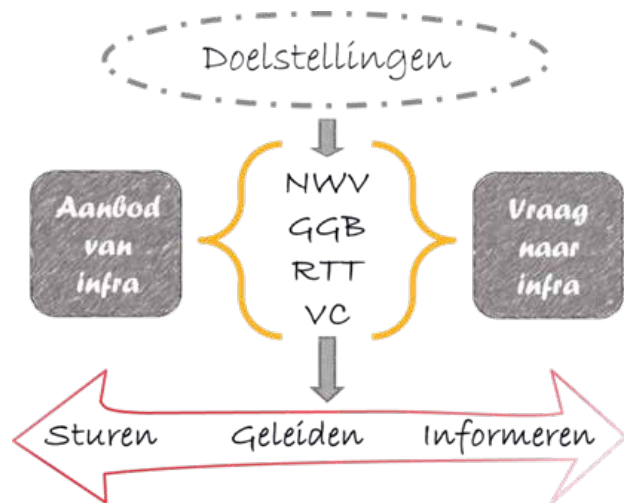 Doelstellingen
Aanbod
van
infra
NWV
GGB
RTT
VC
Vraag
naar
infra
Sturen Geleiden Informeren